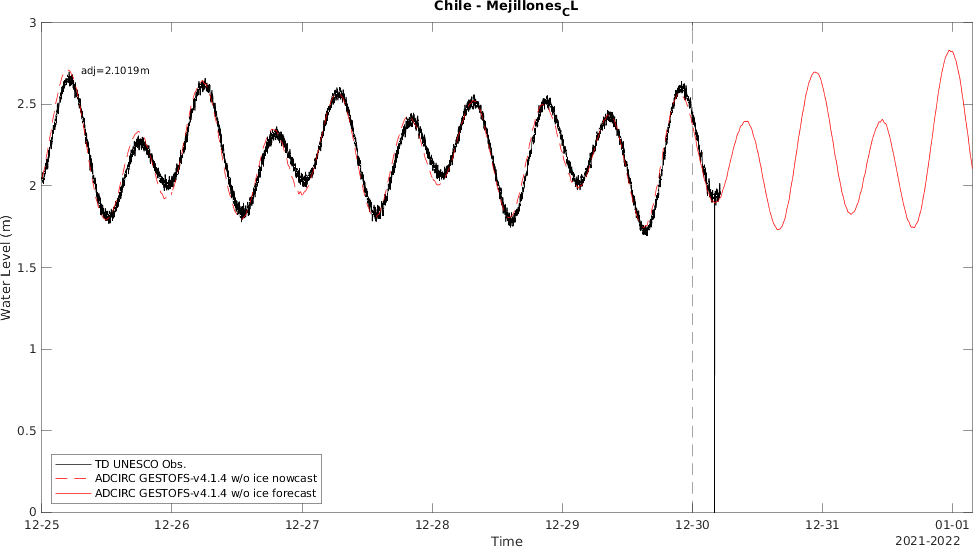 Chile - Mejillones_CL
3
adj=2.1019m
2.5
2
1.5
1
0.5
0
Water Level (m)
TD UNESCO Obs.
ADCIRC GESTOFS-v4.1.4 w/o ice nowcast
ADCIRC GESTOFS-v4.1.4 w/o ice forecast
12-25 12-26 12-27 12-28 12-29 12-30 12-31 01-01
Time
2021-2022